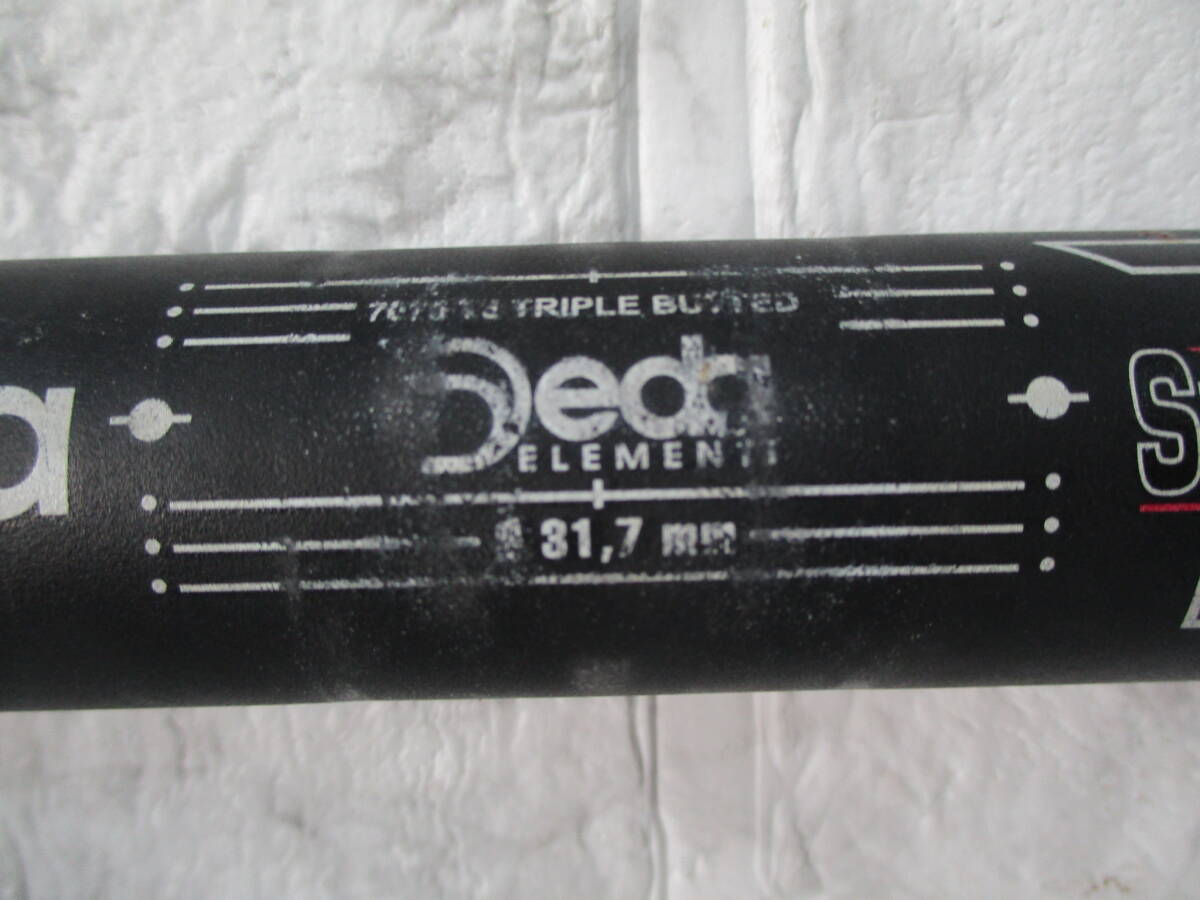 TRIPLE BUTTED
Deda
ELEMENTI
Ø 31,7 mm